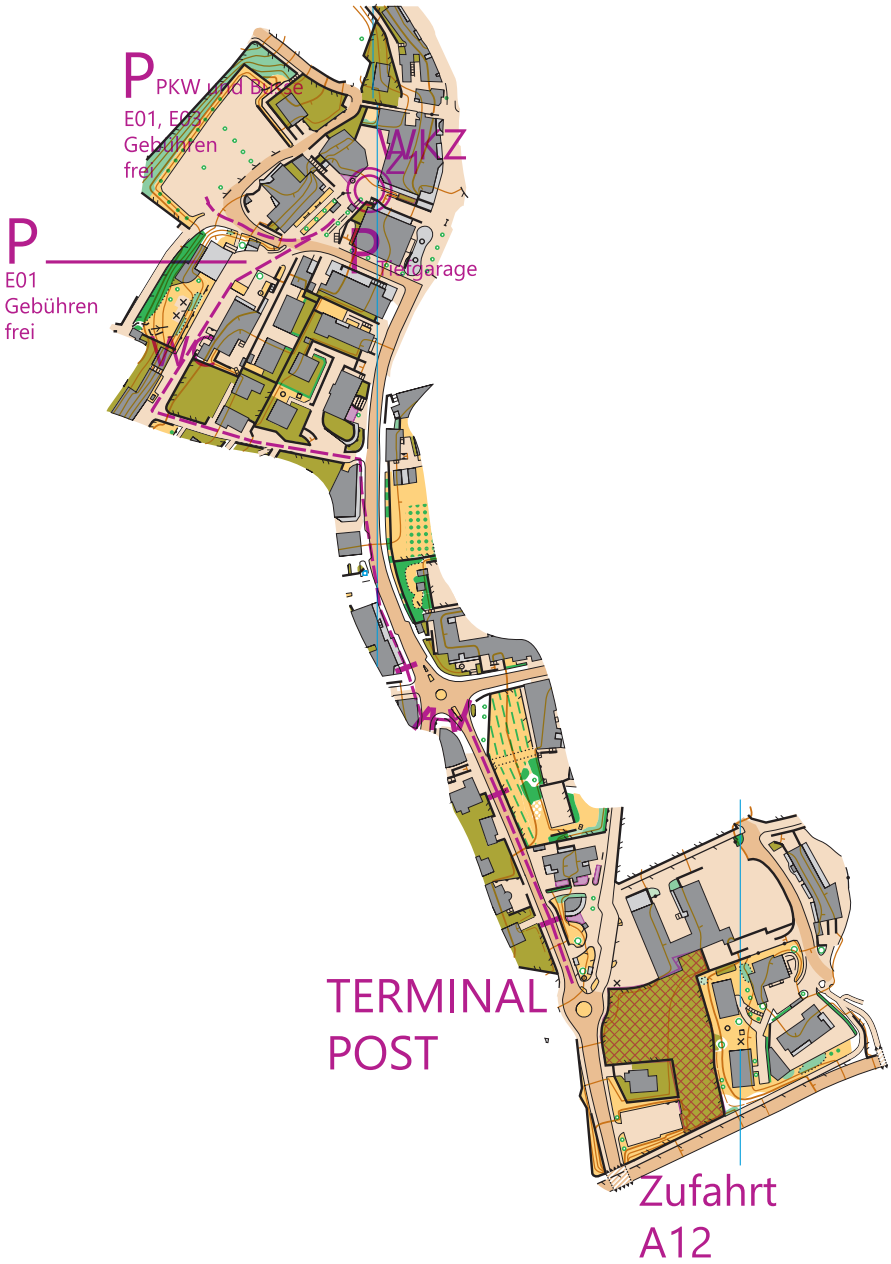 P PKW und Busse
E01, E03
Gebühren
frei
WKZ
P
E01
Gebühren
frei
P Tiefgarage
WC
TERMINAL
POST
Zufahrt
A12